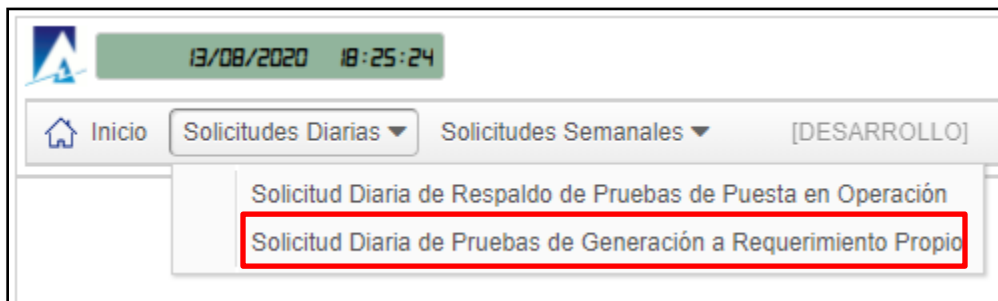 13/08/2020 18:25:24
Inicio Solicitudes Diarias Solicitudes Semanales [DESARROLLO]
Solicitud Diaria de Respaldo de Pruebas de Puesta en Operación
Solicitud Diaria de Pruebas de Generación a Requerimiento Propio